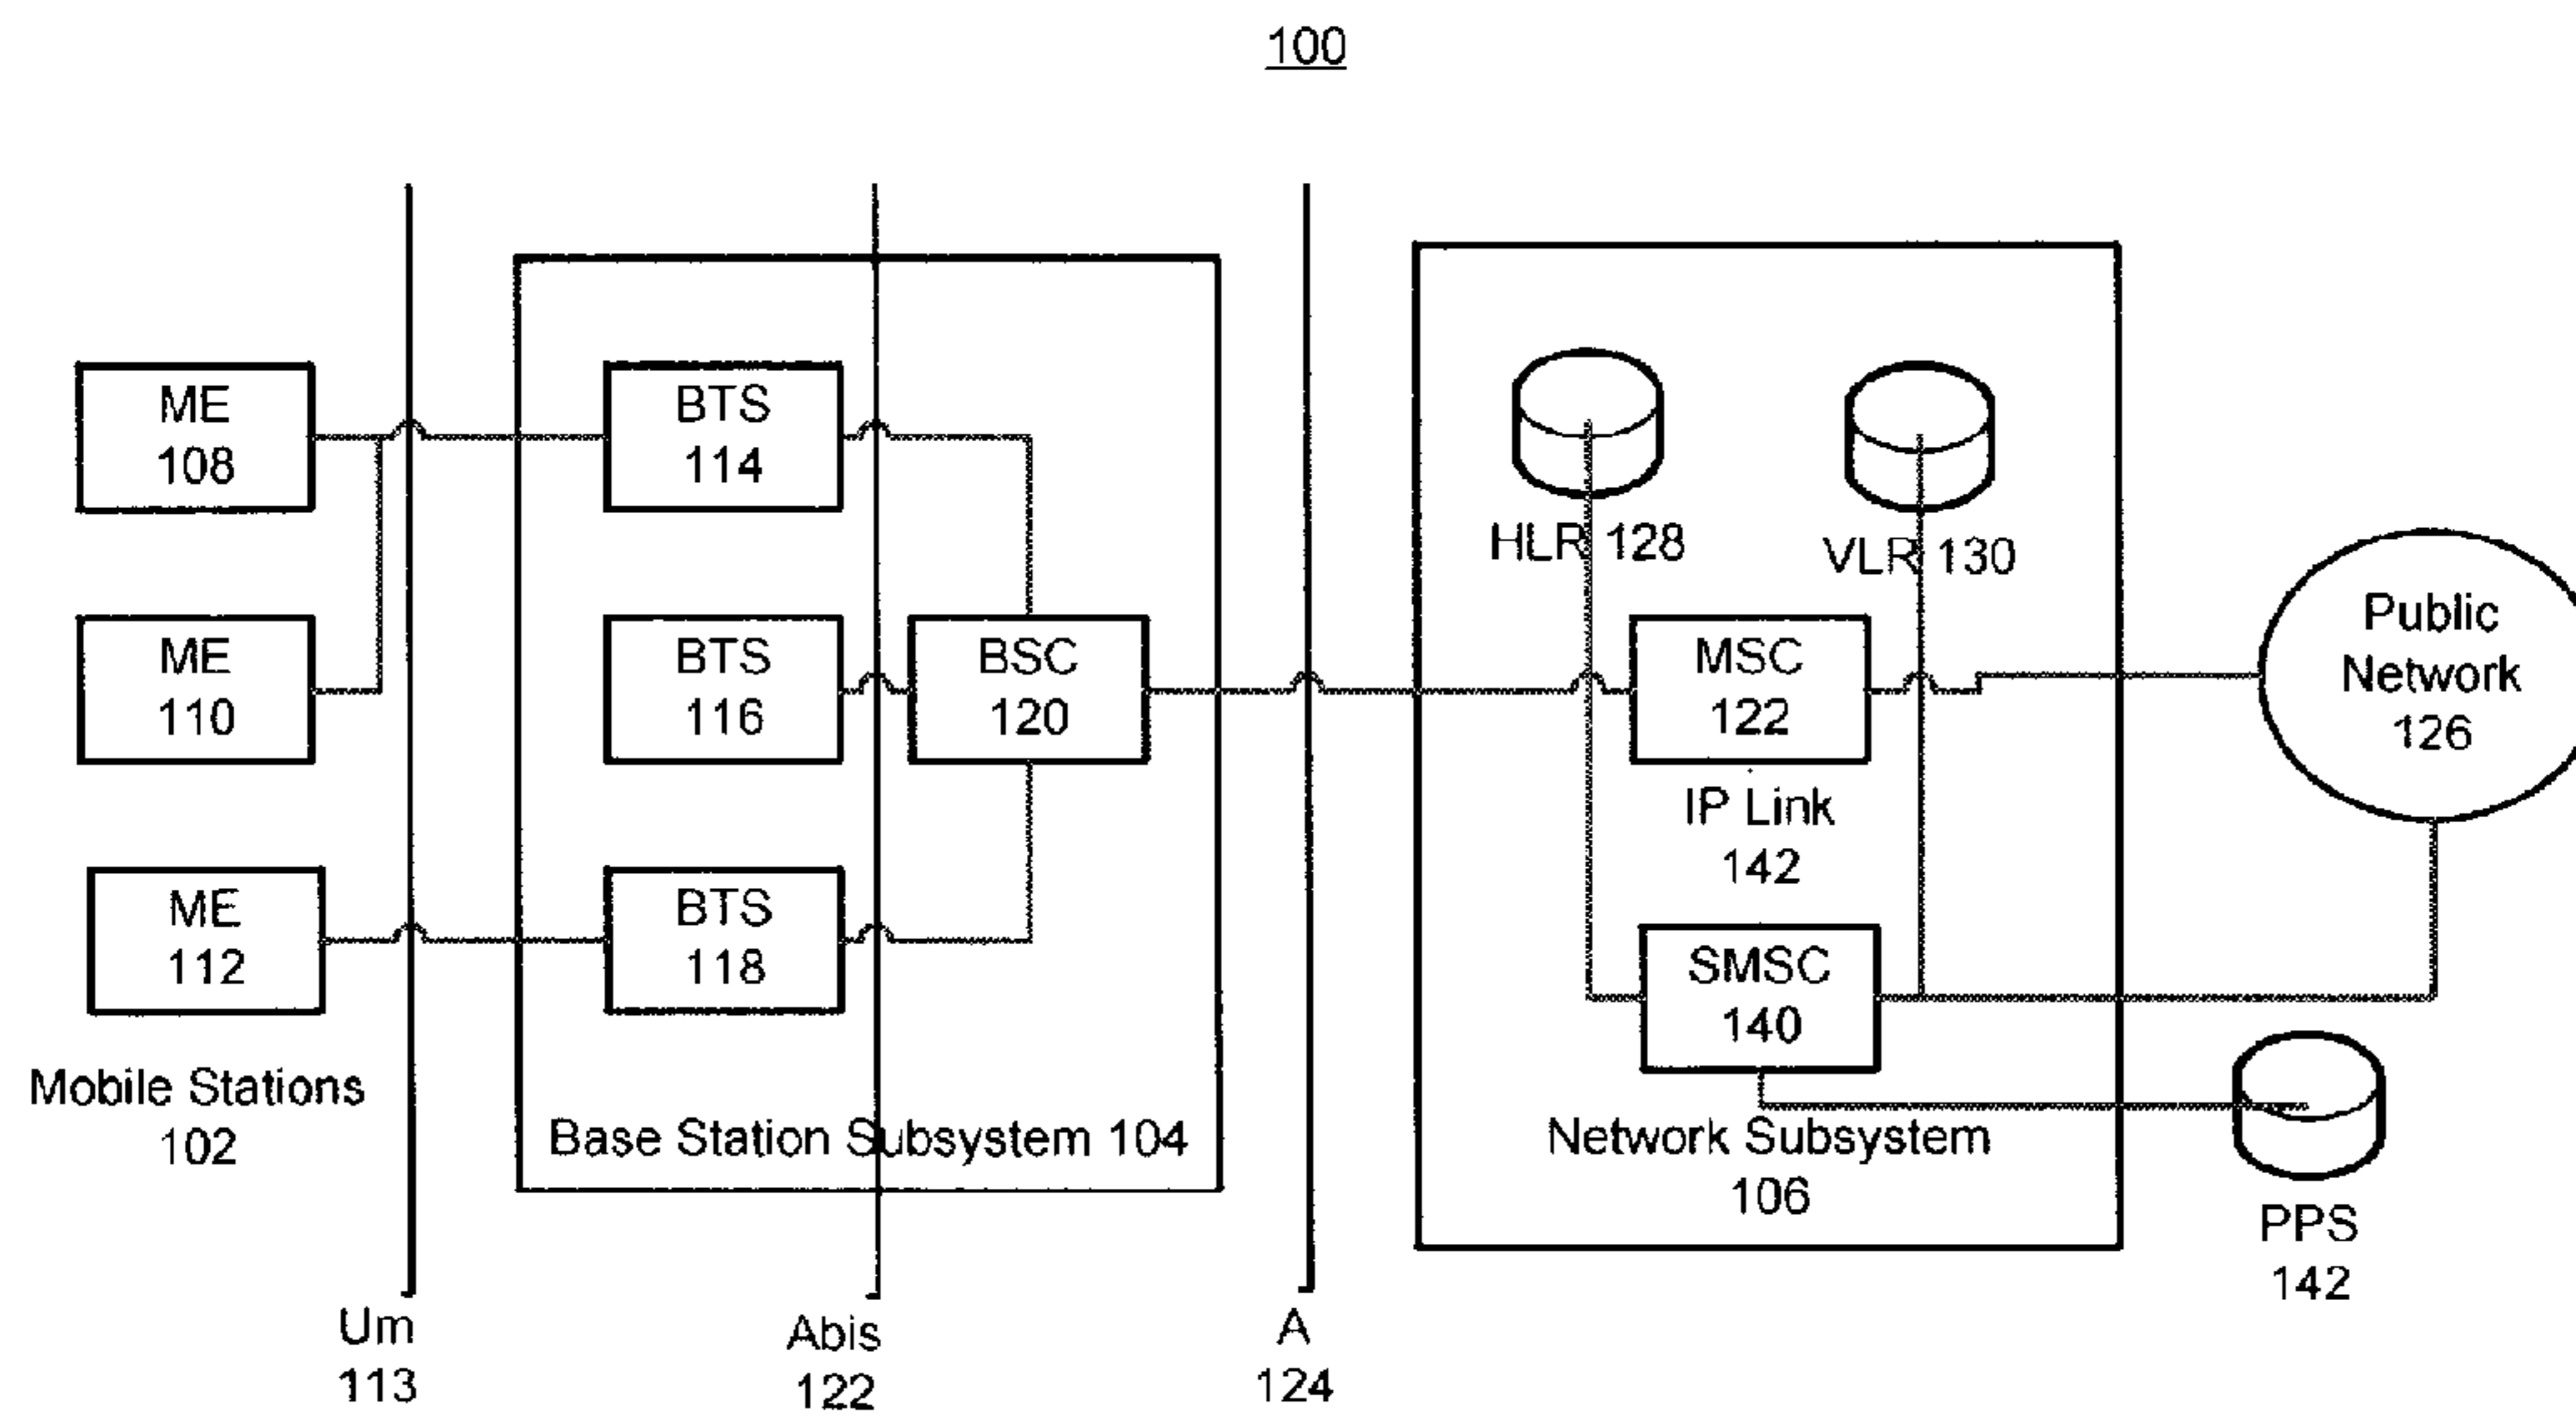 100
ME
108
BTS
114
HLR 128
VLR 130
ME
110
BTS
116
BSC
120
MSC
122
Public
Network
126
IP Link
142
ME
112
BTS
118
SMSC
140
Mobile Stations
102
Base Station Subsystem 104
Network Subsystem
106
PPS
142
Um
113
Abis
122
A
124